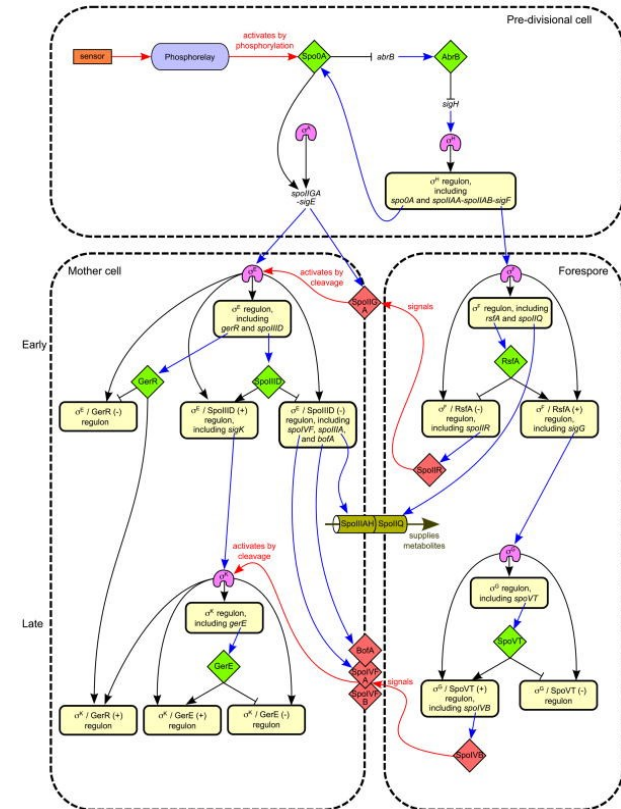 Pre-divisional cell
activates by
phosphorylation
sensor
Phosphorelay
Spo0A
abrB
AbrB
sigH
σA
σH
spoIIGA
-sigE
σH regulon,
including
spo0A and spoIIAA-spoIIAB-sigF
Mother cell
Forespore
σE
activates by
cleavage
SpoIIG
A
signals
σF
σE regulon,
including
gerR and spoIIID
σF regulon, including
rsfA and spoIIQ
Early
GerR
SpoIIID
RsfA
σE / GerR (-)
regulon
σE / SpoIIID (+)
regulon,
including sigK
σE / SpoIIID (-)
regulon, including
spoIVF, spoIIIA,
and bofA
σF / RsfA (-)
regulon,
including spoIIR
σF / RsfA (+)
regulon,
including sigG
SpoIIR
SpoIIIAH
SpoIIQ
supplies
metabolites
activates by
cleavage
σK
σG
σK regulon,
including gerE
σG regulon,
including spoVT
Late
GerE
BofA
SpoIVF
A
SpoIVF
B
signals
SpoVT
σK / GerR (+)
regulon
σK / GerE (+)
regulon
σK / GerE (-)
regulon
σG / SpoVT (+)
regulon,
including spoIVB
σG / SpoVT (-)
regulon
SpoIVB